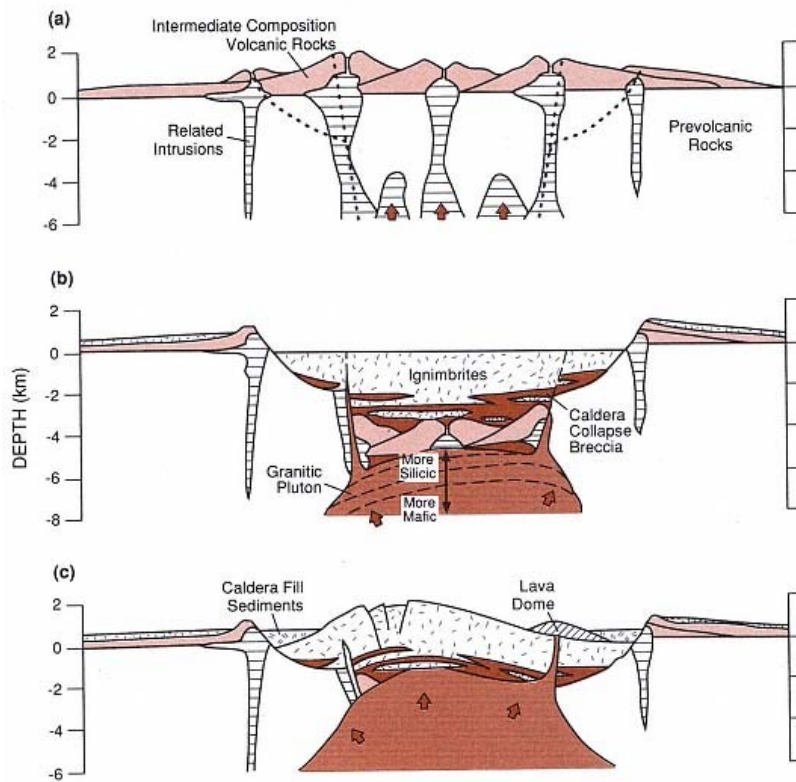 (a)
Intermediate Composition
Volcanic Rocks
2
0
-2
-4
-6
Related
Intrusions
Prevolcanic
Rocks
(b)
2
0
-2
-4
-6
-8
DEPTH (km)
Ignimbrites
Caldera
Collapse
Breccia
Granitic
Pluton
More
Silicic
More
Mafic
(c)
Caldera Fill
Sediments
Lava
Dome
2
0
-2
-4
-6